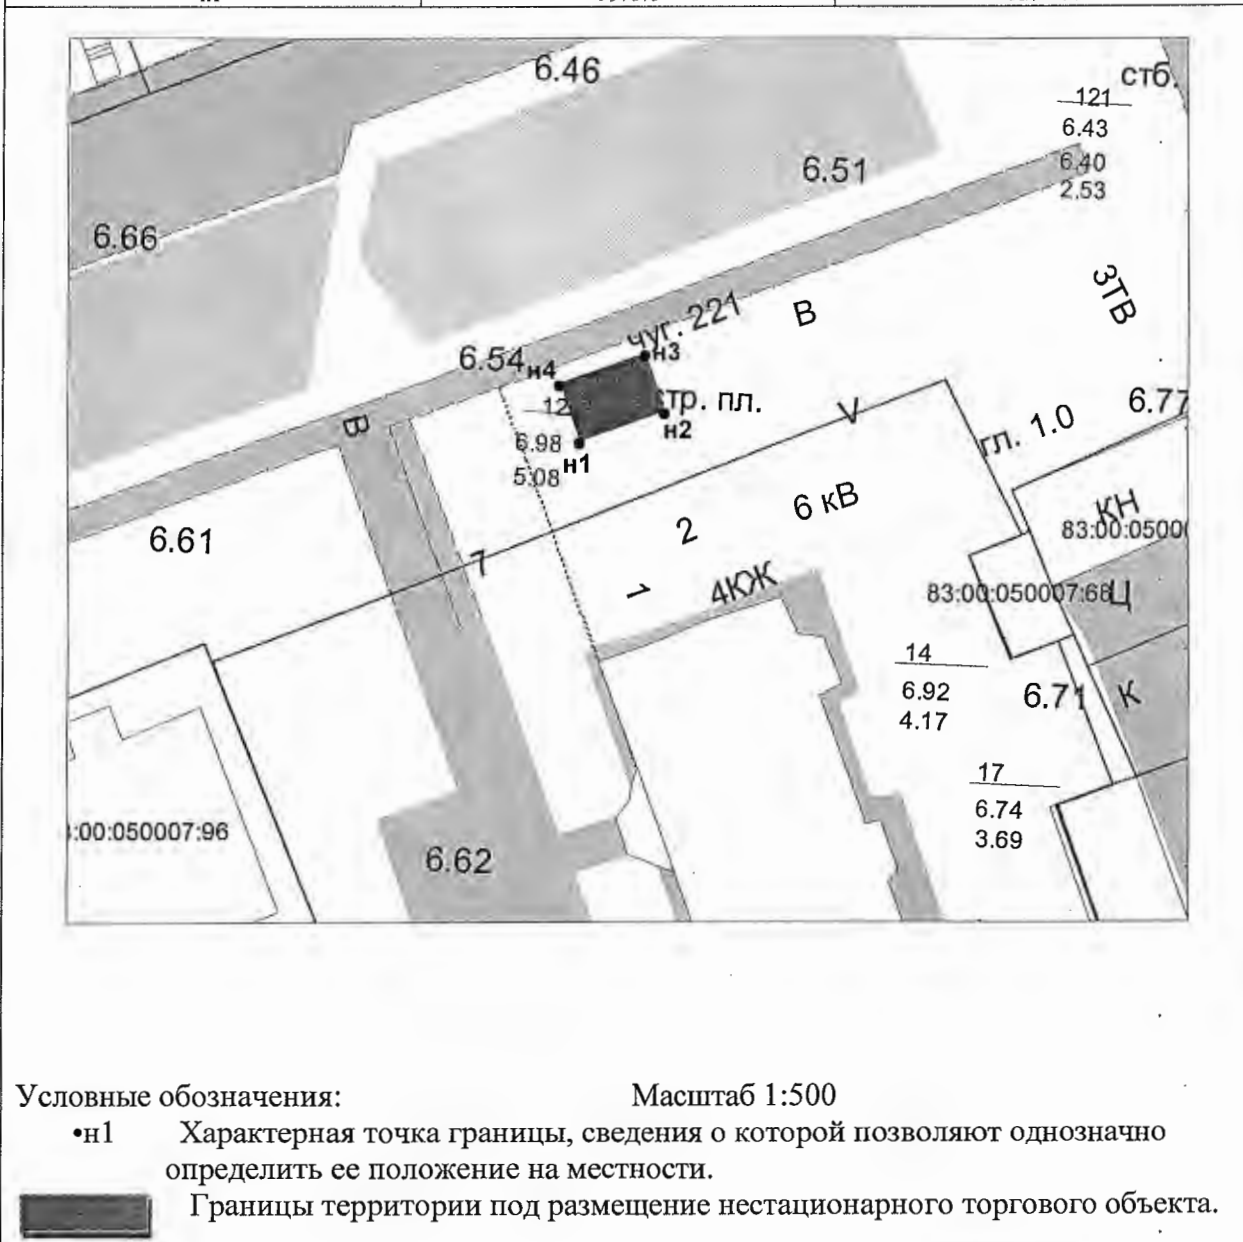 6.46
стб.
121
6.43
6.51
6.40
2.53
6.66
3ТВ
В
чуг. 221
н3
6.54
н4
стр. пл.
6.77
12
V
н2
В
гл. 1.0
6.98
н1
5.08
6 кВ
КН
2
83:00:0500
6.61
7
4КЖ
1
83:00:050007:68
Ц
14
6.92
6.71
К
4.17
17
6.74
:00:050007:96
3.69
6.62
Условные обозначения:
Масштаб 1:500
•н1 Характерная точка границы, сведения о которой позволяют однозначно
определить ее положение на местности.
Границы территории под размещение нестационарного торгового объекта.